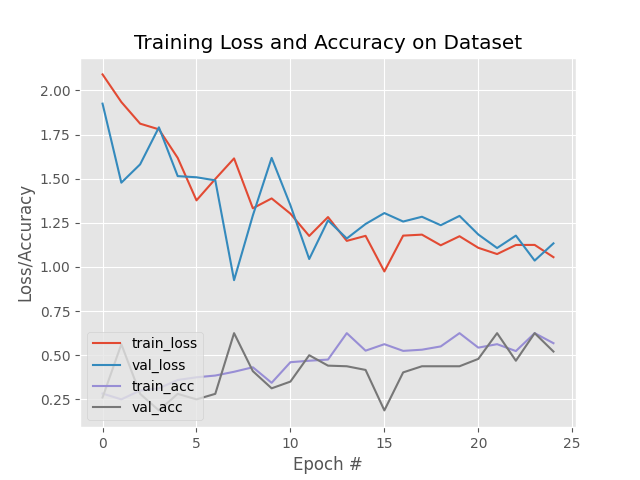 Training Loss and Accuracy on Dataset
Loss/Accuracy
2.00
1.75
1.50
1.25
1.00
0.75
0.50
0.25
train_loss
val_loss
train_acc
val_acc
0 5 10 15 20 25
Epoch #